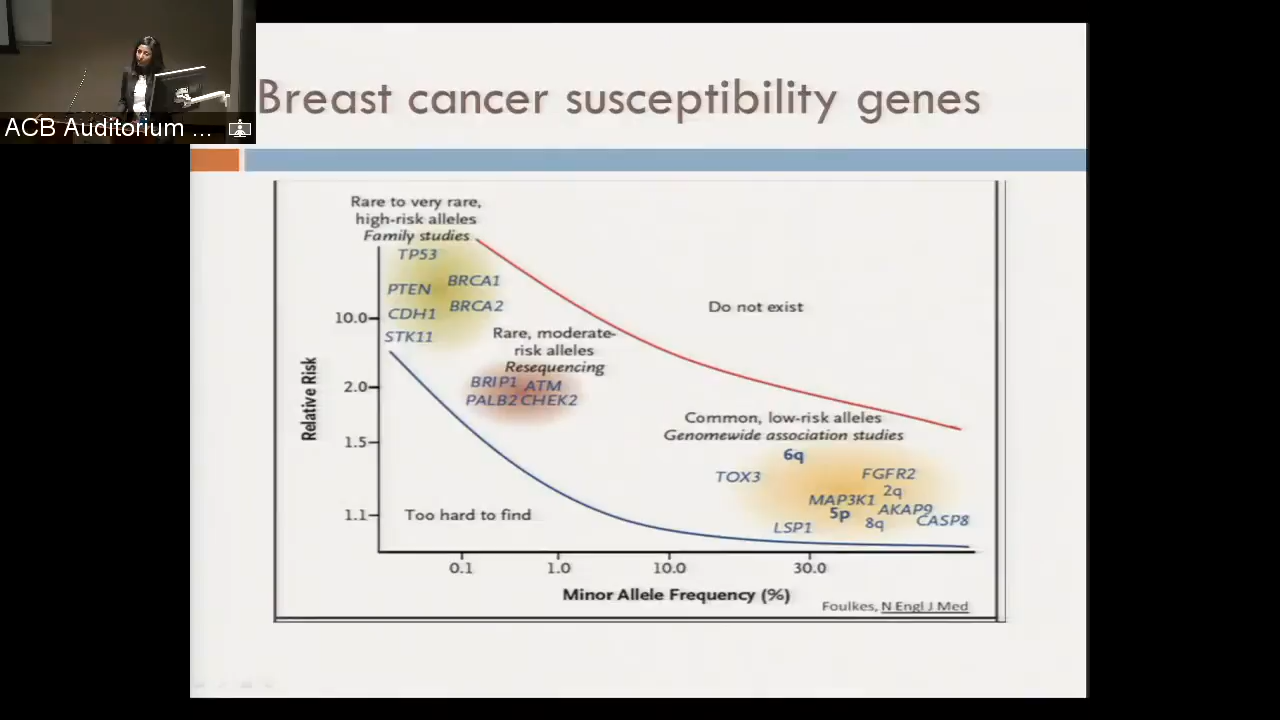 ACB Auditorium ...
Breast cancer susceptibility genes
Rare to very rare,
high-risk alleles
Family studies
TP53
BRCA1
PTEN
BRCA2
CDH1
STK11
10.0
2.0
1.5
1.1
Relative Risk
Rare, moderate-
risk alleles
Resequencing
BRIP1 ATM
PALB2 CHEK2
Do not exist
Common, low-risk alleles
Genomewide association studies
6q
TOX3
FGFR2
2q
MAP3K1
AKAP9
5p
8q
CASP8
LSP1
Too hard to find
0.1 1.0 10.0 30.0
Minor Allele Frequency (%)
Foulkes, N Engl J Med